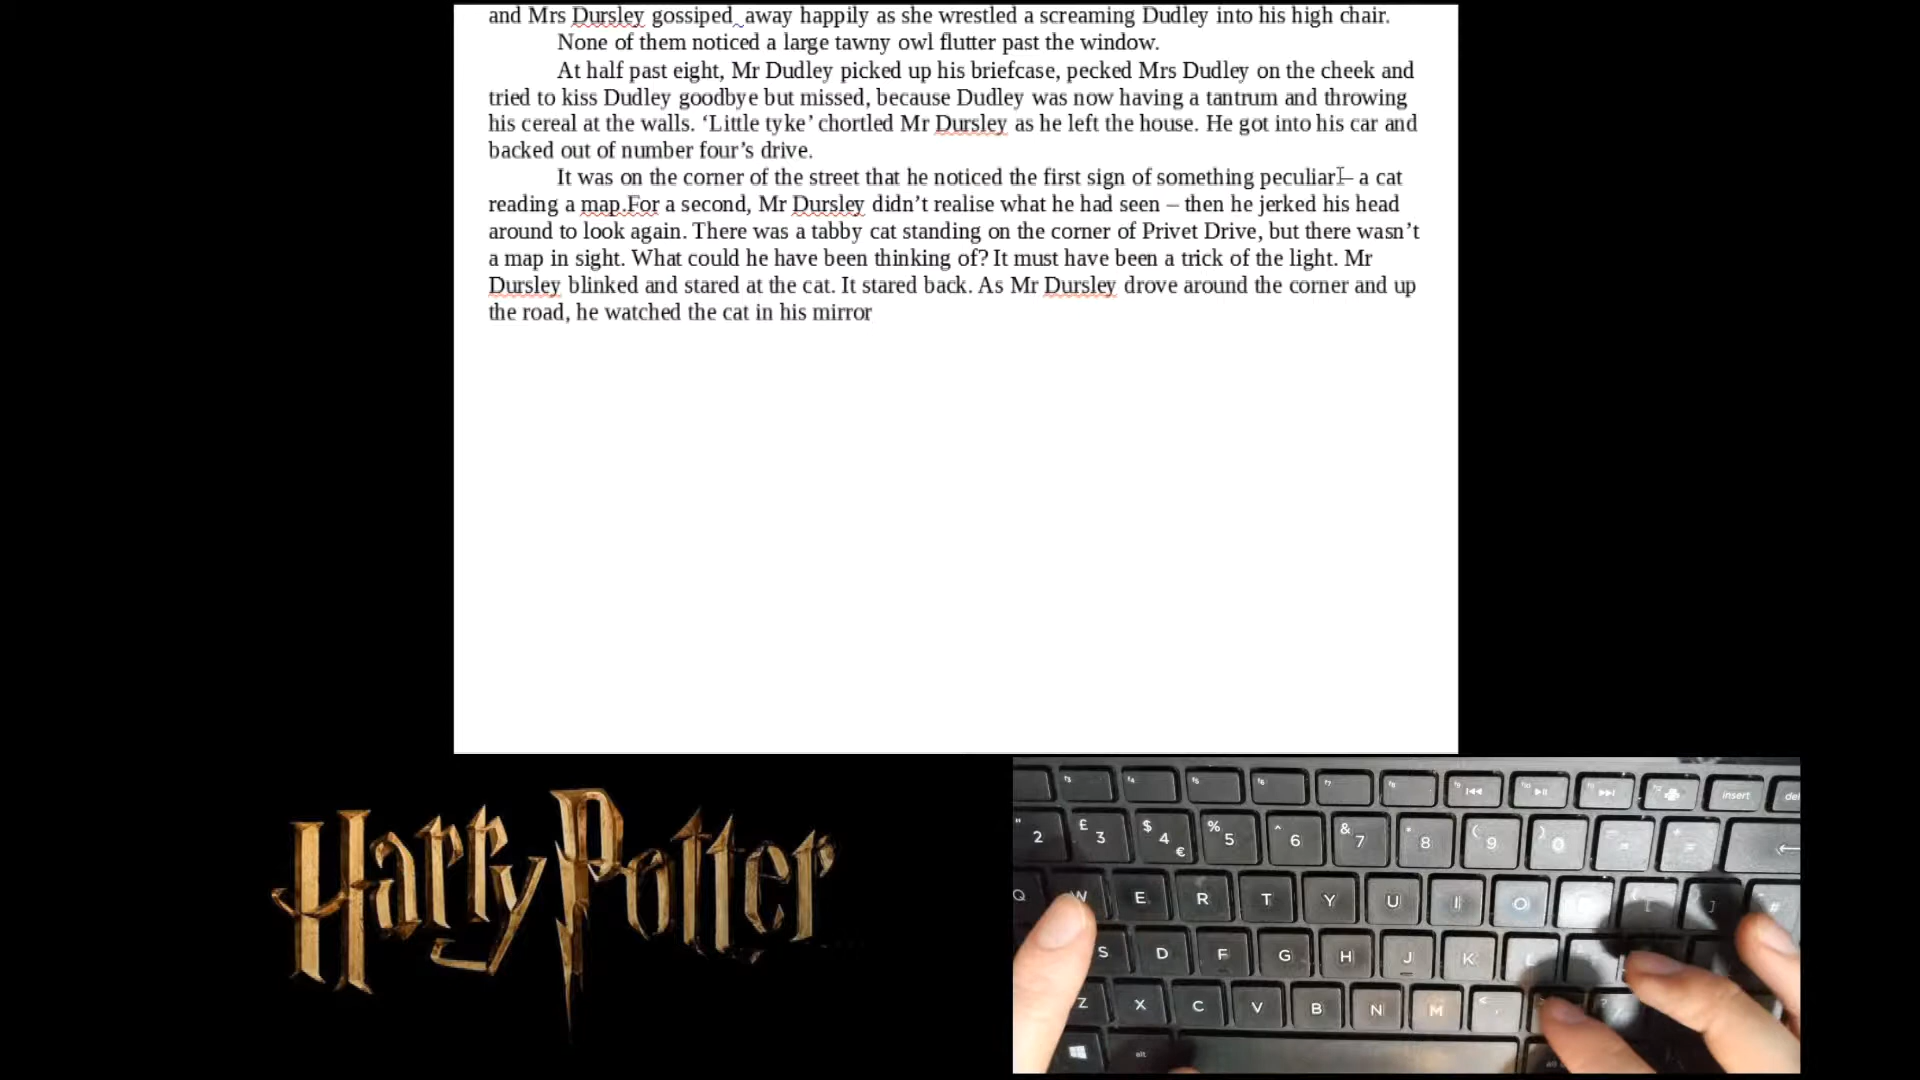 and Mrs Dursley gossiped away happily as she wrestled a screaming Dudley into his high chair.
None of them noticed a large tawny owl flutter past the window.
At half past eight, Mr Dudley picked up his briefcase, pecked Mrs Dudley on the cheek and
tried to kiss Dudley goodbye but missed, because Dudley was now having a tantrum and throwing
his cereal at the walls. ‘Little tyke’ chortled Mr Dursley as he left the house. He got into his car and
backed out of number four’s drive.
It was on the corner of the street that he noticed the first sign of something peculiar – a cat
reading a map.For a second, Mr Dursley didn’t realise what he had seen – then he jerked his head
around to look again. There was a tabby cat standing on the corner of Privet Drive, but there wasn’t
a map in sight. What could he have been thinking of? It must have been a trick of the light. Mr
Dursley blinked and stared at the cat. It stared back. As Mr Dursley drove around the corner and up
the road, he watched the cat in his mirror
Harry Potter
insert del
" 2 £ 3 $ 4 € % 5 ^ 6 & 7 * 8 ( 9 ) 0
Q W E R T Y U I O [ ] #
S D F G H J K L
Z X C V B N M < ,
alt